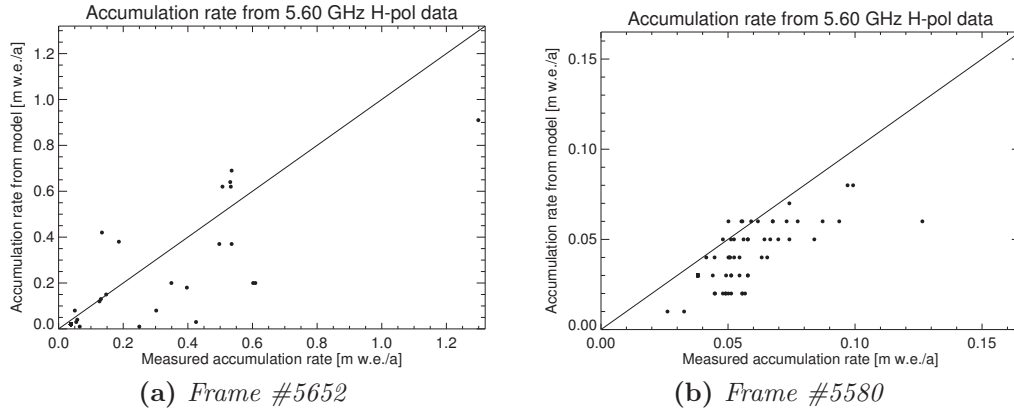 Accumulation rate from 5.60 GHz H-pol data
Accumulation rate from model [m w.e./a]
1.2
1.0
0.8
0.6
0.4
0.2
0.0
0.0 0.2 0.4 0.6 0.8 1.0 1.2
Measured accumulation rate [m w.e./a]
(a) Frame #5652
Accumulation rate from 5.60 GHz H-pol data
Accumulation rate from model [m w.e./a]
0.15
0.10
0.05
0.00
0.00 0.05 0.10 0.15
Measured accumulation rate [m w.e./a]
(b) Frame #5580